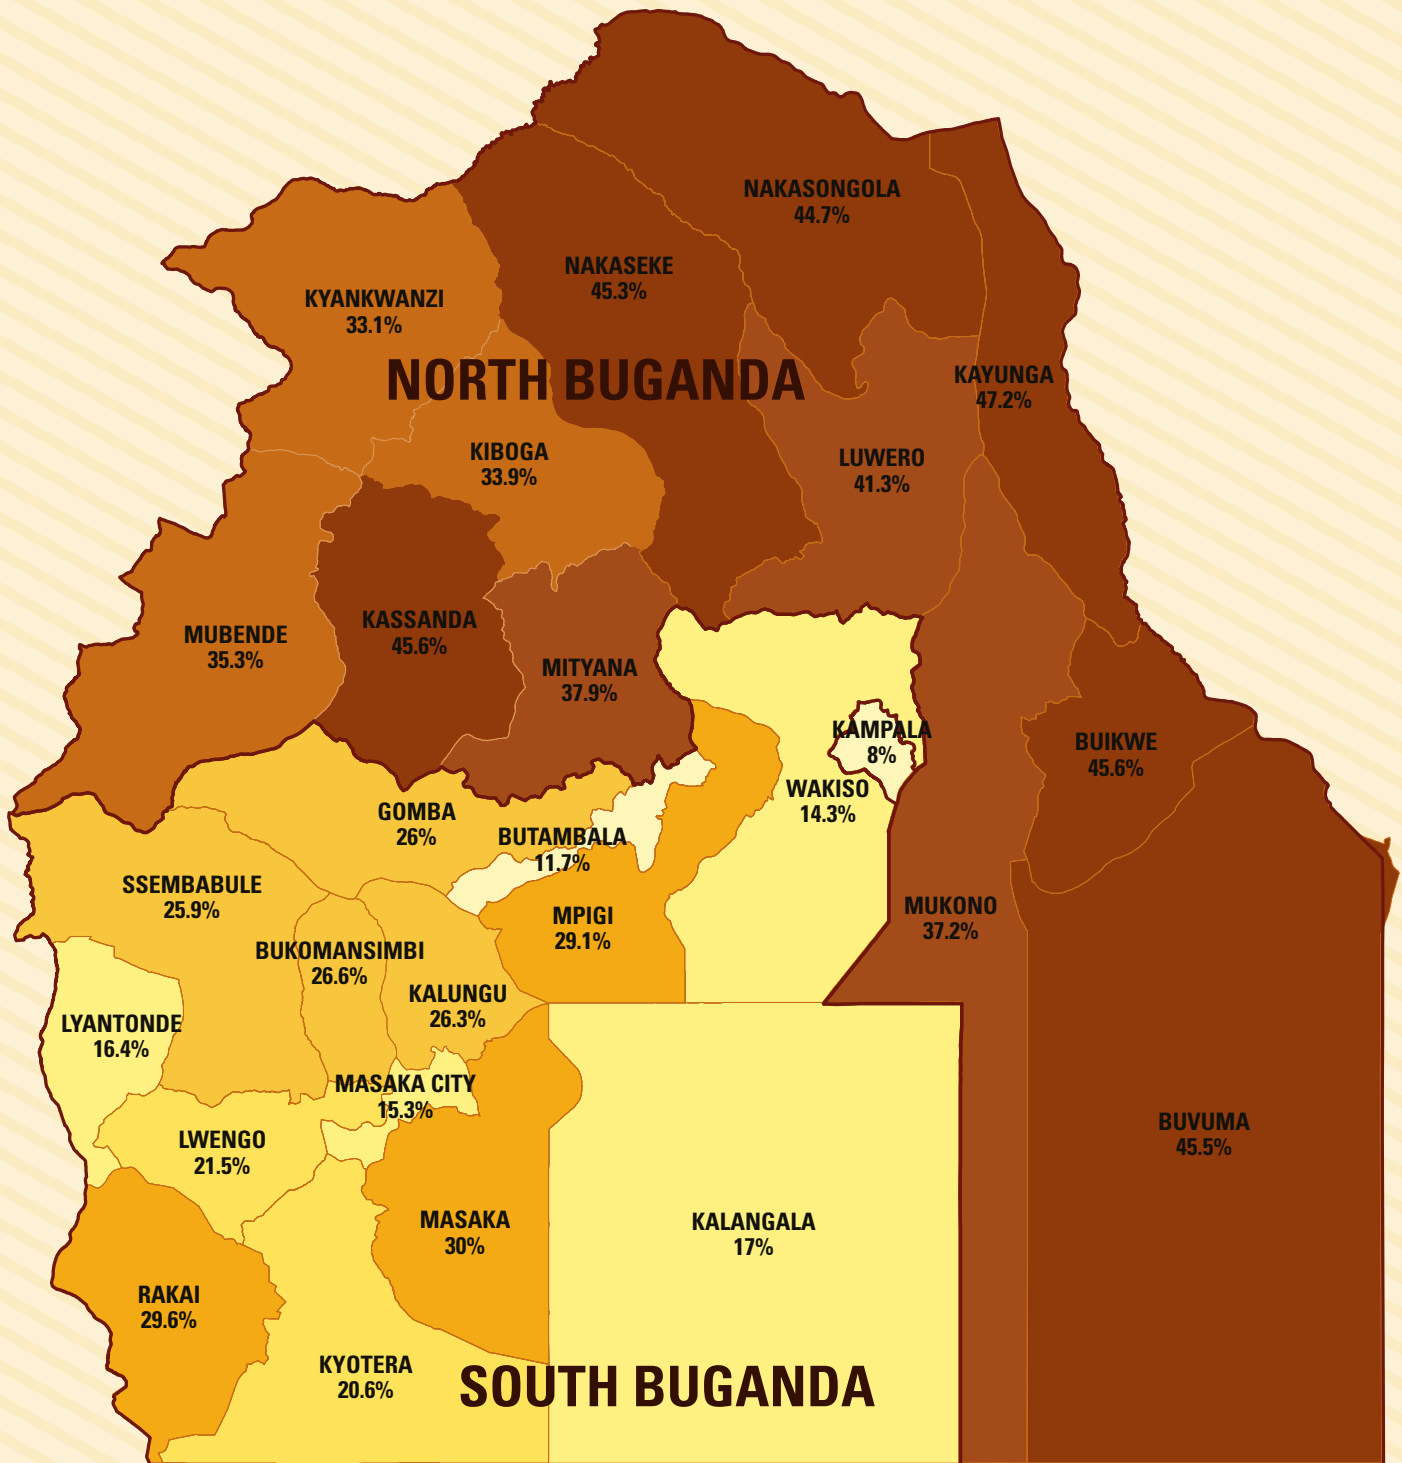 NAKASONGOLA
44.7%
NAKASEKE
45.3%
KYANKWANZI
33.1%
NORTH BUGANDA
KAYUNGA
47.2%
KIBOGA
33.9%
LUWERO
41.3%
KASSANDA
45.6%
MUBENDE
35.3%
MITYANA
37.9%
KAMPALA
8%
BUIKWE
45.6%
WAKISO
14.3%
GOMBA
26%
BUTAMBALA
11.7%
SSEMBABULE
25.9%
MPIGI
29.1%
MUKONO
37.2%
BUKOMANSIMBI
26.6%
KALUNGU
26.3%
LYANTONDE
16.4%
MASAKA CITY
15.3%
BUVUMA
45.5%
LWENGO
21.5%
MASAKA
30%
KALANGALA
17%
RAKAI
29.6%
KYOTERA
20.6%
SOUTH BUGANDA